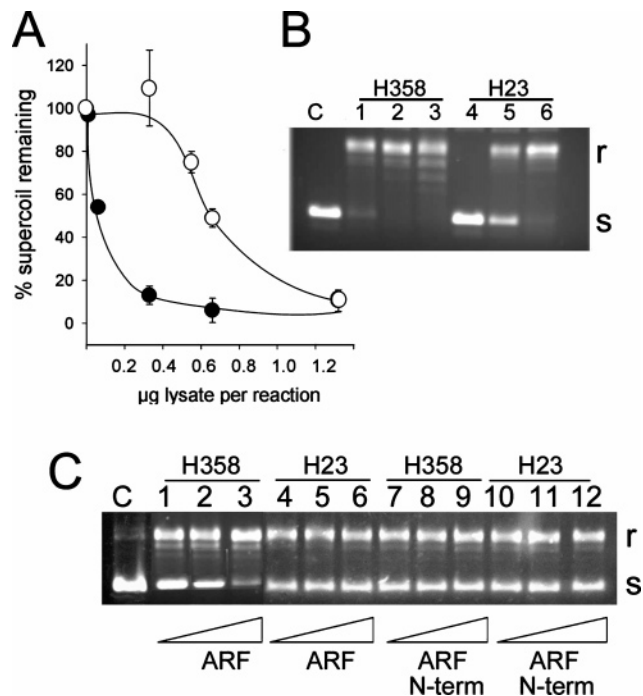 A
% supercoil remaining
120
100
80
60
40
20
0
0.2 0.4 0.6 0.8 1.0 1.2
µg lysate per reaction
B
H358 H23
C 1 2 3 4 5 6
r
s
C
H358 H23 H358 H23
C 1 2 3 4 5 6 7 8 9 10 11 12
r
s
ARF ARF ARF ARF
N-term N-term